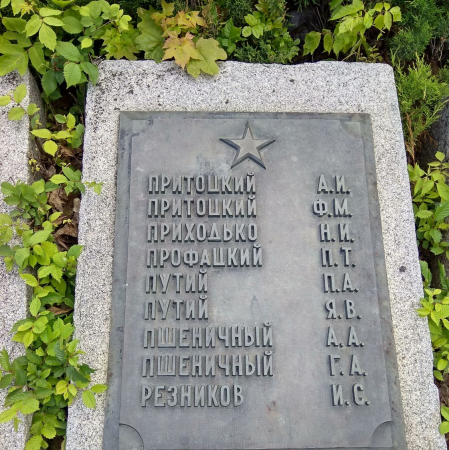 ПРИТОЦКИЙ А.И.
ПРИТОЦКИЙ Ф.М.
ПРИХОДЬКО Н.И.
ПРОФАЦКИЙ П.Т.
ПУТИЙ П.А.
ПУТИЙ Я.В.
ПШЕНИЧНЫЙ А.А.
ПШЕНИЧНЫЙ Г.А.
РЕЗНИКОВ И.С.